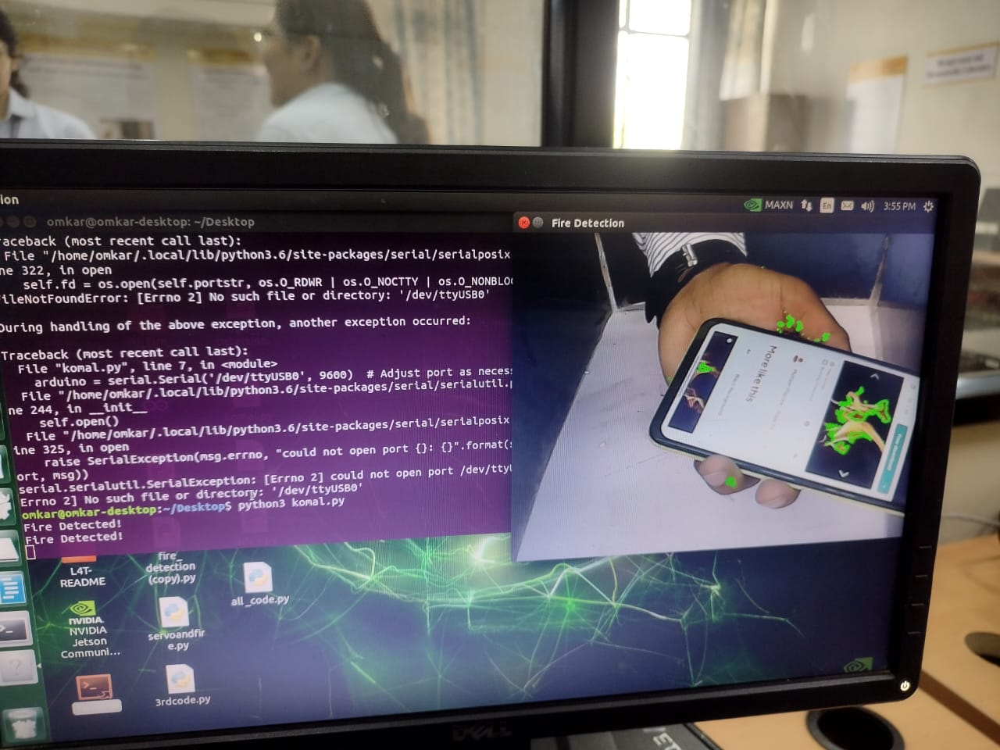 ion
MAXN
En
3:55 PM
omkar@omkar-desktop: ~/Desktop
raceback (most recent call last):
File "/home/omkar/.local/lib/python3.6/site-packages/serial/serialposix
ne 322, in open
self.fd = os.open(self.portstr, os.O_RDWR | os.O_NOCTTY | os.O_NONBLOC
ileNotFoundError: [Errno 2] No such file or directory: '/dev/ttyUSB0'
During handling of the above exception, another exception occurred:
Traceback (most recent call last):
File "komal.py", line 7, in <module>
arduino = serial.Serial('/dev/ttyUSB0', 9600)  # Adjust port as neces
File "/home/omkar/.local/lib/python3.6/site-packages/serial/serialutil.p
ne 244, in __init__
self.open()
File "/home/omkar/.local/lib/python3.6/site-packages/serial/serialposix
ine 325, in open
raise SerialException(msg.errno, "could not open port {}: {}".format(s
ort, msg))
serial.serialutil.SerialException: [Errno 2] could not open port /dev/ttyU
Errno 2] No such file or directory: '/dev/ttyUSB0'
omkar@omkar-desktop:~/Desktop$ python3 komal.py
Fire Detected!
Fire Detected!
Fire Detection
More like this
L4T-
README
fire_
detection
(copy).py
all_code.py
NVIDIA
NVIDIA
Jetson
Communi...
servoandfir
e.py
3rdcode.py
DELL